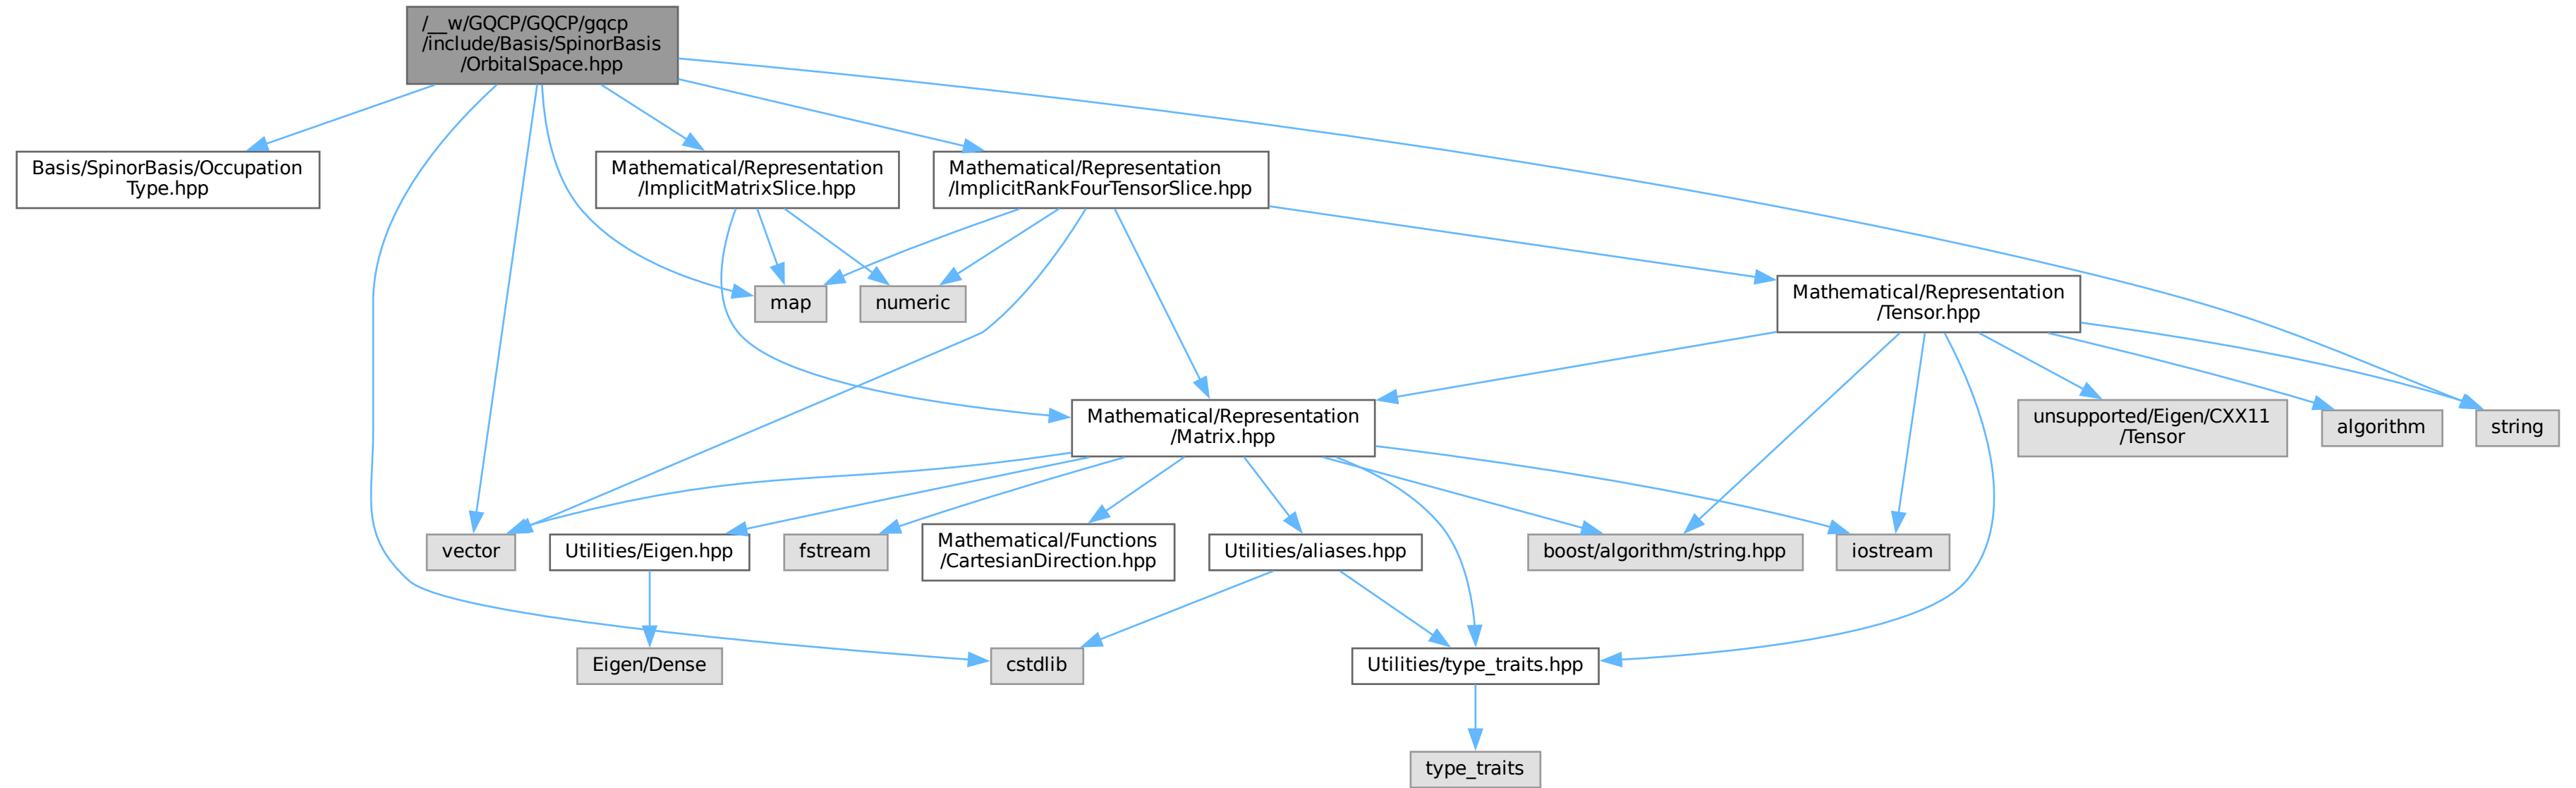 /__w/GQCP/GQCP/gqcp
/include/Basis/SpinorBasis
/OrbitalSpace.hpp
Basis/SpinorBasis/Occupation
Type.hpp
Mathematical/Representation
/ImplicitMatrixSlice.hpp
Mathematical/Representation
/ImplicitRankFourTensorSlice.hpp
map
numeric
Mathematical/Representation
/Tensor.hpp
Mathematical/Representation
/Matrix.hpp
unsupported/Eigen/CXX11
/Tensor
algorithm
string
vector
Utilities/Eigen.hpp
fstream
Mathematical/Functions
/CartesianDirection.hpp
Utilities/aliases.hpp
boost/algorithm/string.hpp
iostream
Eigen/Dense
cstdlib
Utilities/type_traits.hpp
type_traits